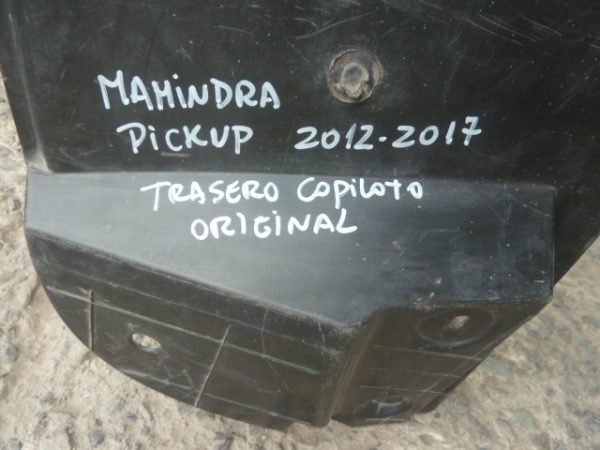 MAHINDRA
PICKUP 2012-2017
TRASERO COPILOTO
ORIGINAL